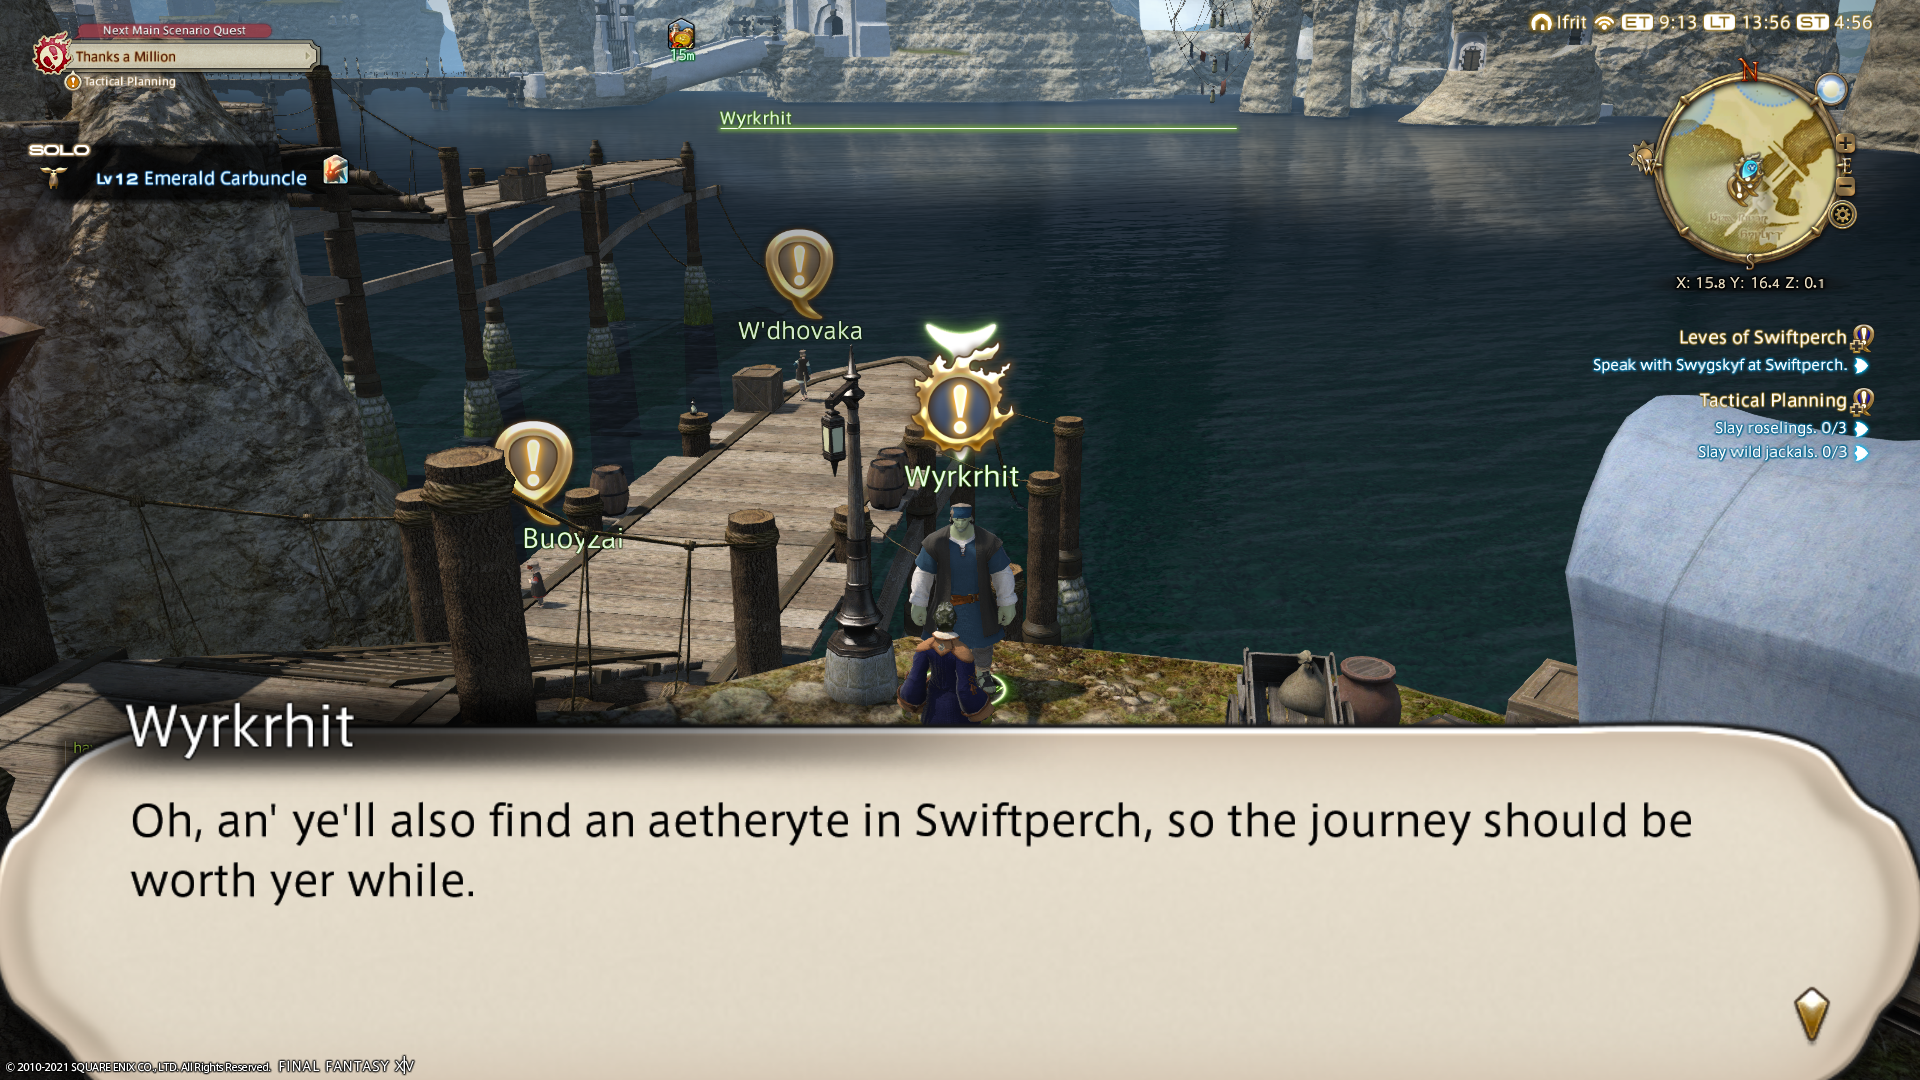 Next Main Scenario Quest
Thanks a Million
Tactical Planning
SOLO
Lv12 Emerald Carbuncle
15m
Wyrkrhit
Ifrit ET 9:13 LT 13:56 ST 4:56
N
W
E
S
X: 15.8 Y: 16.4 Z: 0.1
Leves of Swiftperch
Speak with Swygskyf at Swiftperch.
Tactical Planning
Slay roselings. 0/3
Slay wild jackals. 0/3
W'dhovaka
Wyrkrhit
Buoyzai
Wyrkrhit
Oh, an' ye'll also find an aetheryte in Swiftperch, so the journey should be
worth yer while.
© 2010-2021 SQUARE ENIX CO., LTD. All Rights Reserved. FINAL FANTASY XIV